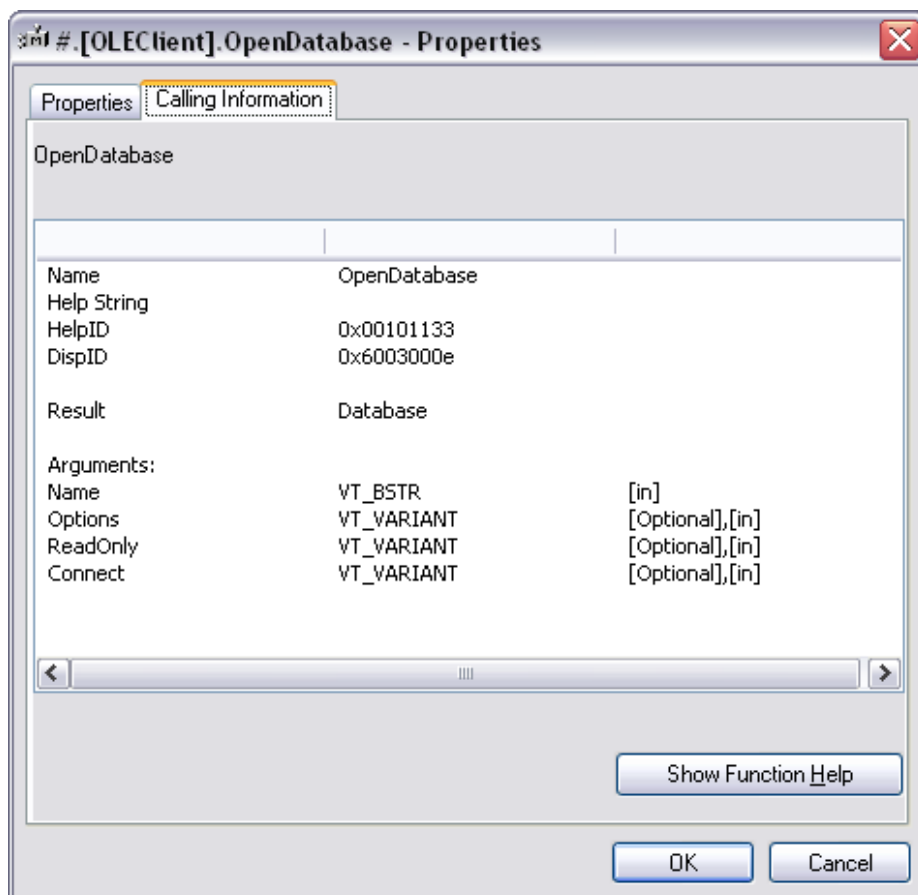 #.[OLEClient].OpenDatabase - Properties
Properties Calling Information
OpenDatabase
Name OpenDatabase
Help String
HelpID 0x00101133
DispID 0x6003000e
Result Database
Arguments:
Name VT_BSTR [in]
Options VT_VARIANT [Optional],[in]
ReadOnly VT_VARIANT [Optional],[in]
Connect VT_VARIANT [Optional],[in]
Show Function Help
OK Cancel